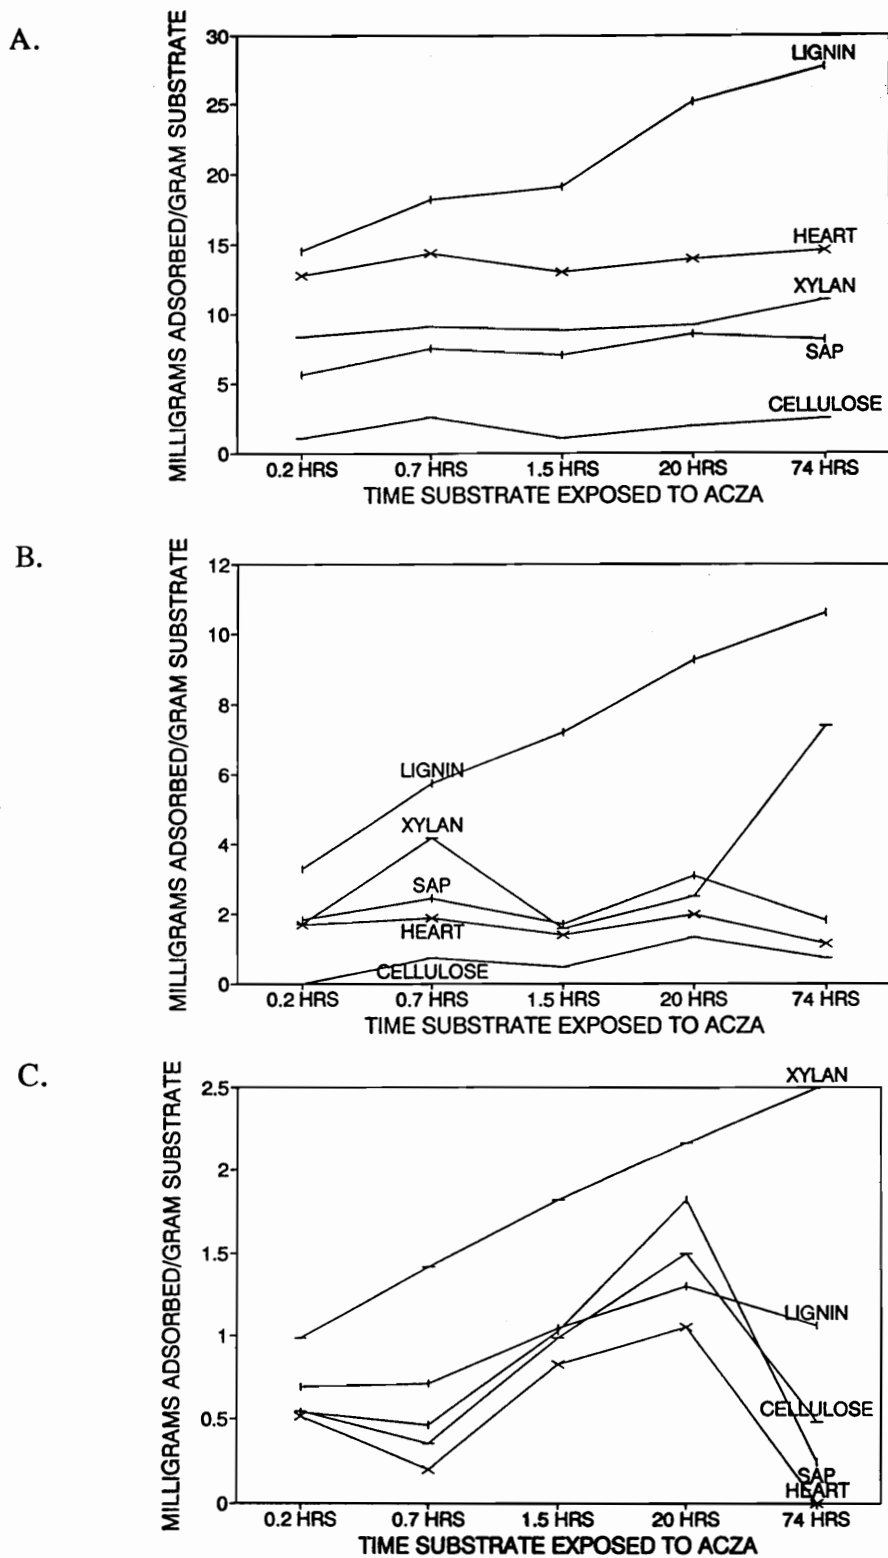 A.
MILLIGRAMS ADSORBED/GRAM SUBSTRATE
30
25
20
15
10
5
0
LIGNIN
HEART
XYLAN
SAP
CELLULOSE
0.2 HRS 0.7 HRS 1.5 HRS 20 HRS 74 HRS
TIME SUBSTRATE EXPOSED TO ACZA
B.
MILLIGRAMS ADSORBED/GRAM SUBSTRATE
12
10
8
6
4
2
0
LIGNIN
XYLAN
SAP
HEART
CELLULOSE
0.2 HRS 0.7 HRS 1.5 HRS 20 HRS 74 HRS
TIME SUBSTRATE EXPOSED TO ACZA
C.
MILLIGRAMS ADSORBED/GRAM SUBSTRATE
2.5
2
1.5
1
0.5
0
XYLAN
LIGNIN
CELLULOSE
SAP
HEART
0.2 HRS 0.7 HRS 1.5 HRS 20 HRS 74 HRS
TIME SUBSTRATE EXPOSED TO ACZA